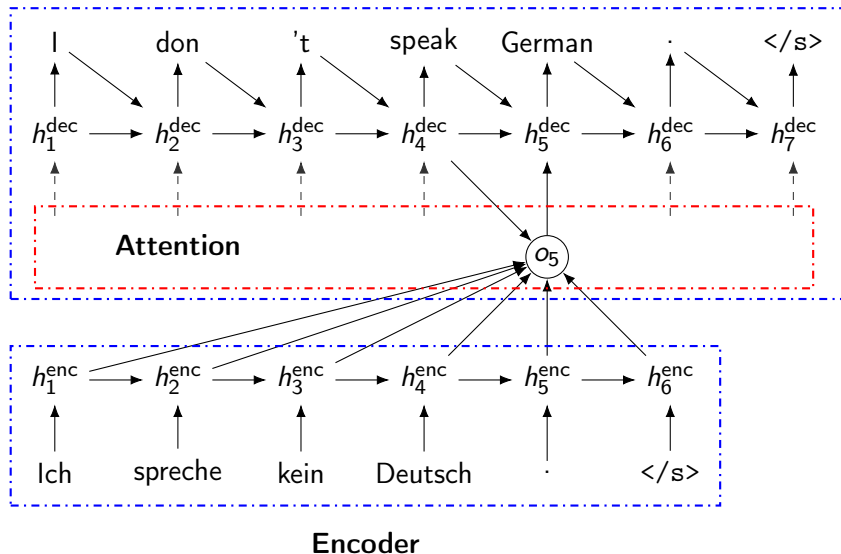 I don 't speak German . </s>
h₁ᵈᵉᶜ h₂ᵈᵉᶜ h₃ᵈᵉᶜ h₄ᵈᵉᶜ h₅ᵈᵉᶜ h₆ᵈᵉᶜ h₇ᵈᵉᶜ
Attention o₅
h₁ᵉⁿᶜ h₂ᵉⁿᶜ h₃ᵉⁿᶜ h₄ᵉⁿᶜ h₅ᵉⁿᶜ h₆ᵉⁿᶜ
Ich spreche kein Deutsch . </s>
Encoder